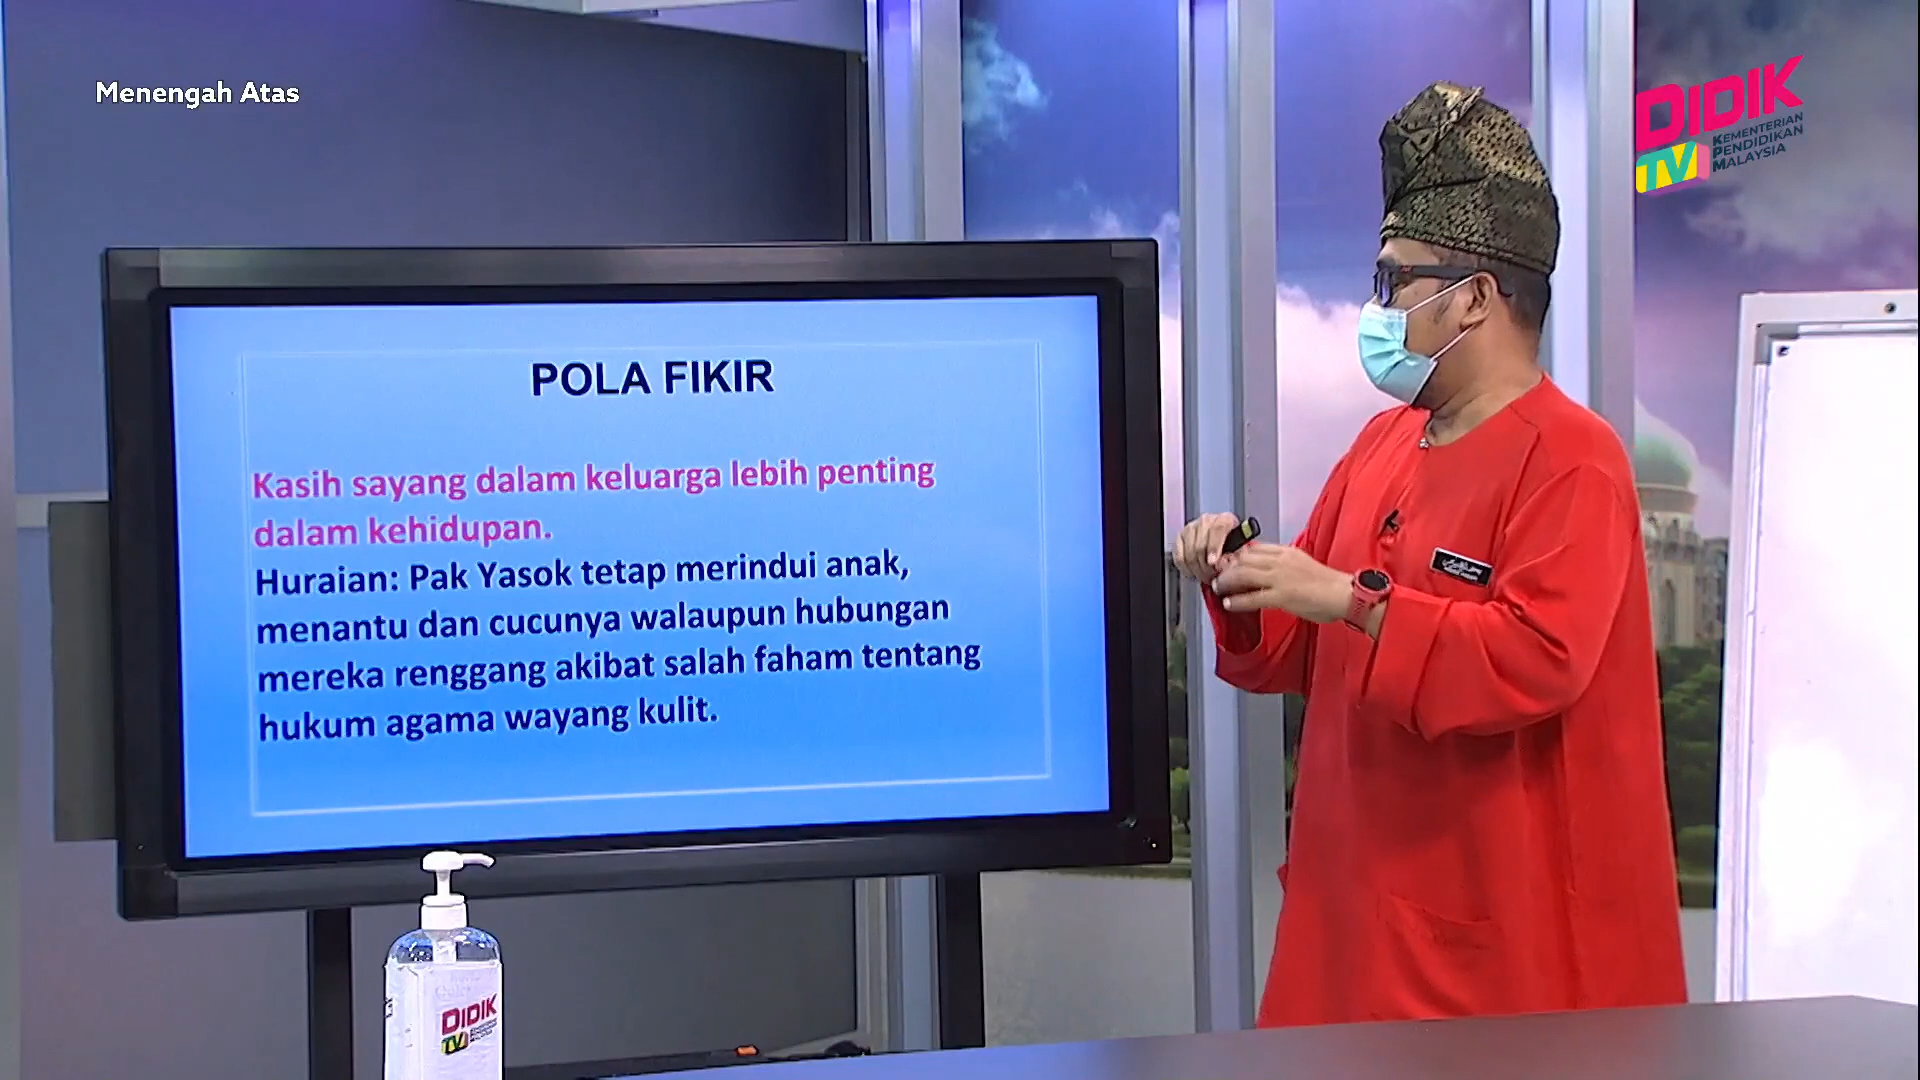 Menengah Atas
DIDIK
TV
KEMENTERIAN
PENDIDIKAN
MALAYSIA
POLA FIKIR
Kasih sayang dalam keluarga lebih penting
dalam kehidupan.
Huraian: Pak Yasok tetap merindui anak,
menantu dan cucunya walaupun hubungan
mereka renggang akibat salah faham tentang
hukum agama wayang kulit.
DIDIK
TV